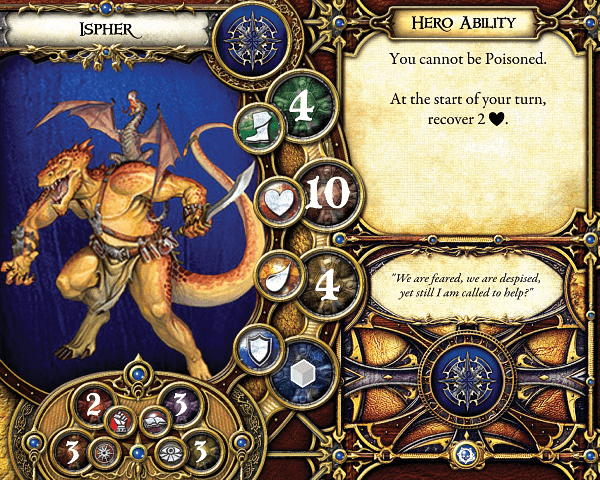 Ispher
Hero Ability
You cannot be Poisoned.
At the start of your turn,
recover 2 ♥.
4
10
4
"We are feared, we are despised,
yet still I am called to help?"
2 3
3 3